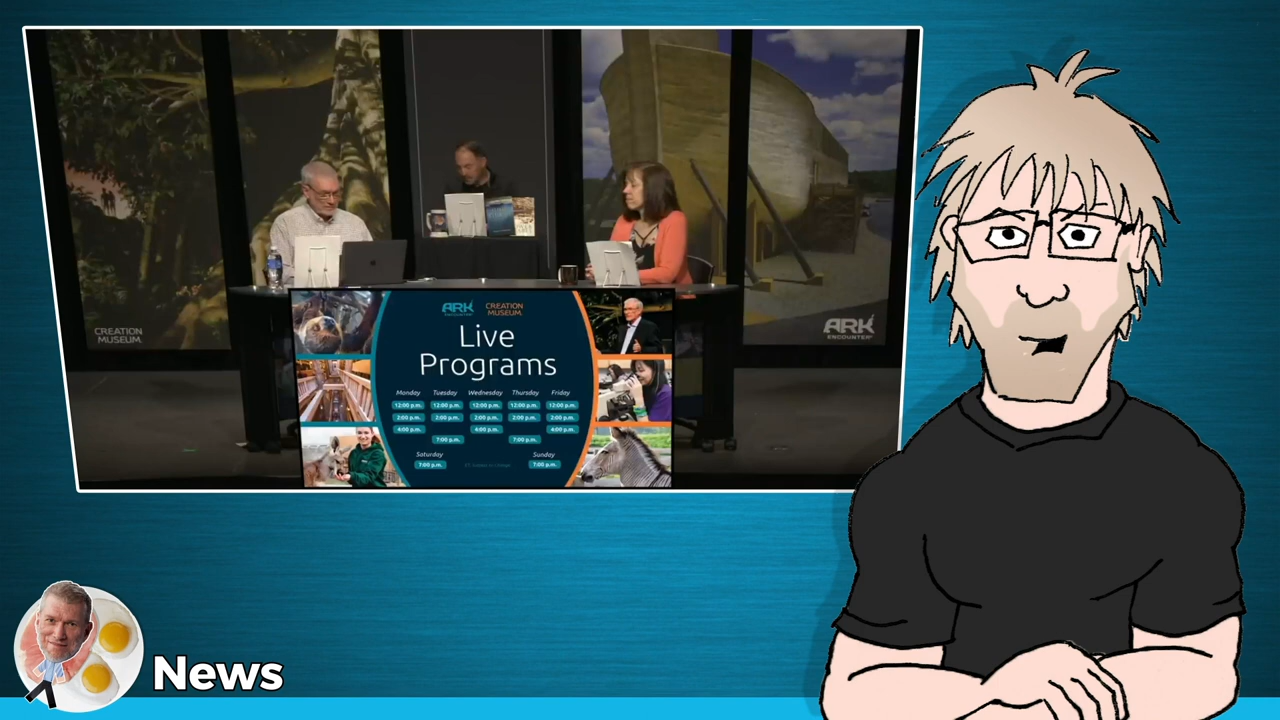 CREATION
MUSEUM.
ARK
ENCOUNTER
ARK
ENCOUNTER
CREATION
MUSEUM.
Live
Programs
Monday Tuesday Wednesday Thursday Friday
12:00 p.m. 12:00 p.m. 12:00 p.m. 12:00 p.m. 12:00 p.m.
2:00 p.m. 2:00 p.m. 2:00 p.m. 2:00 p.m. 2:00 p.m.
4:00 p.m. 4:00 p.m. 4:00 p.m.
7:00 p.m. 7:00 p.m.
Saturday Sunday
7:00 p.m. 7:00 p.m.
News